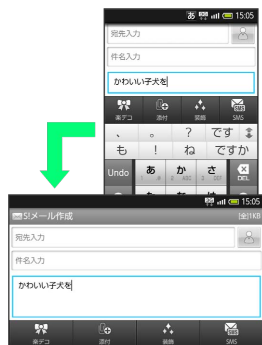 あ 15:05
宛先入力
件名入力
かわいい子犬を
楽デコ 添付 装飾 SMS
、 。 ? です
も ! ね ですか
Undo あ か さ DEL
15:05
S!メール作成 [全]1KB
宛先入力
件名入力
かわいい子犬を
楽デコ 添付 装飾 SMS